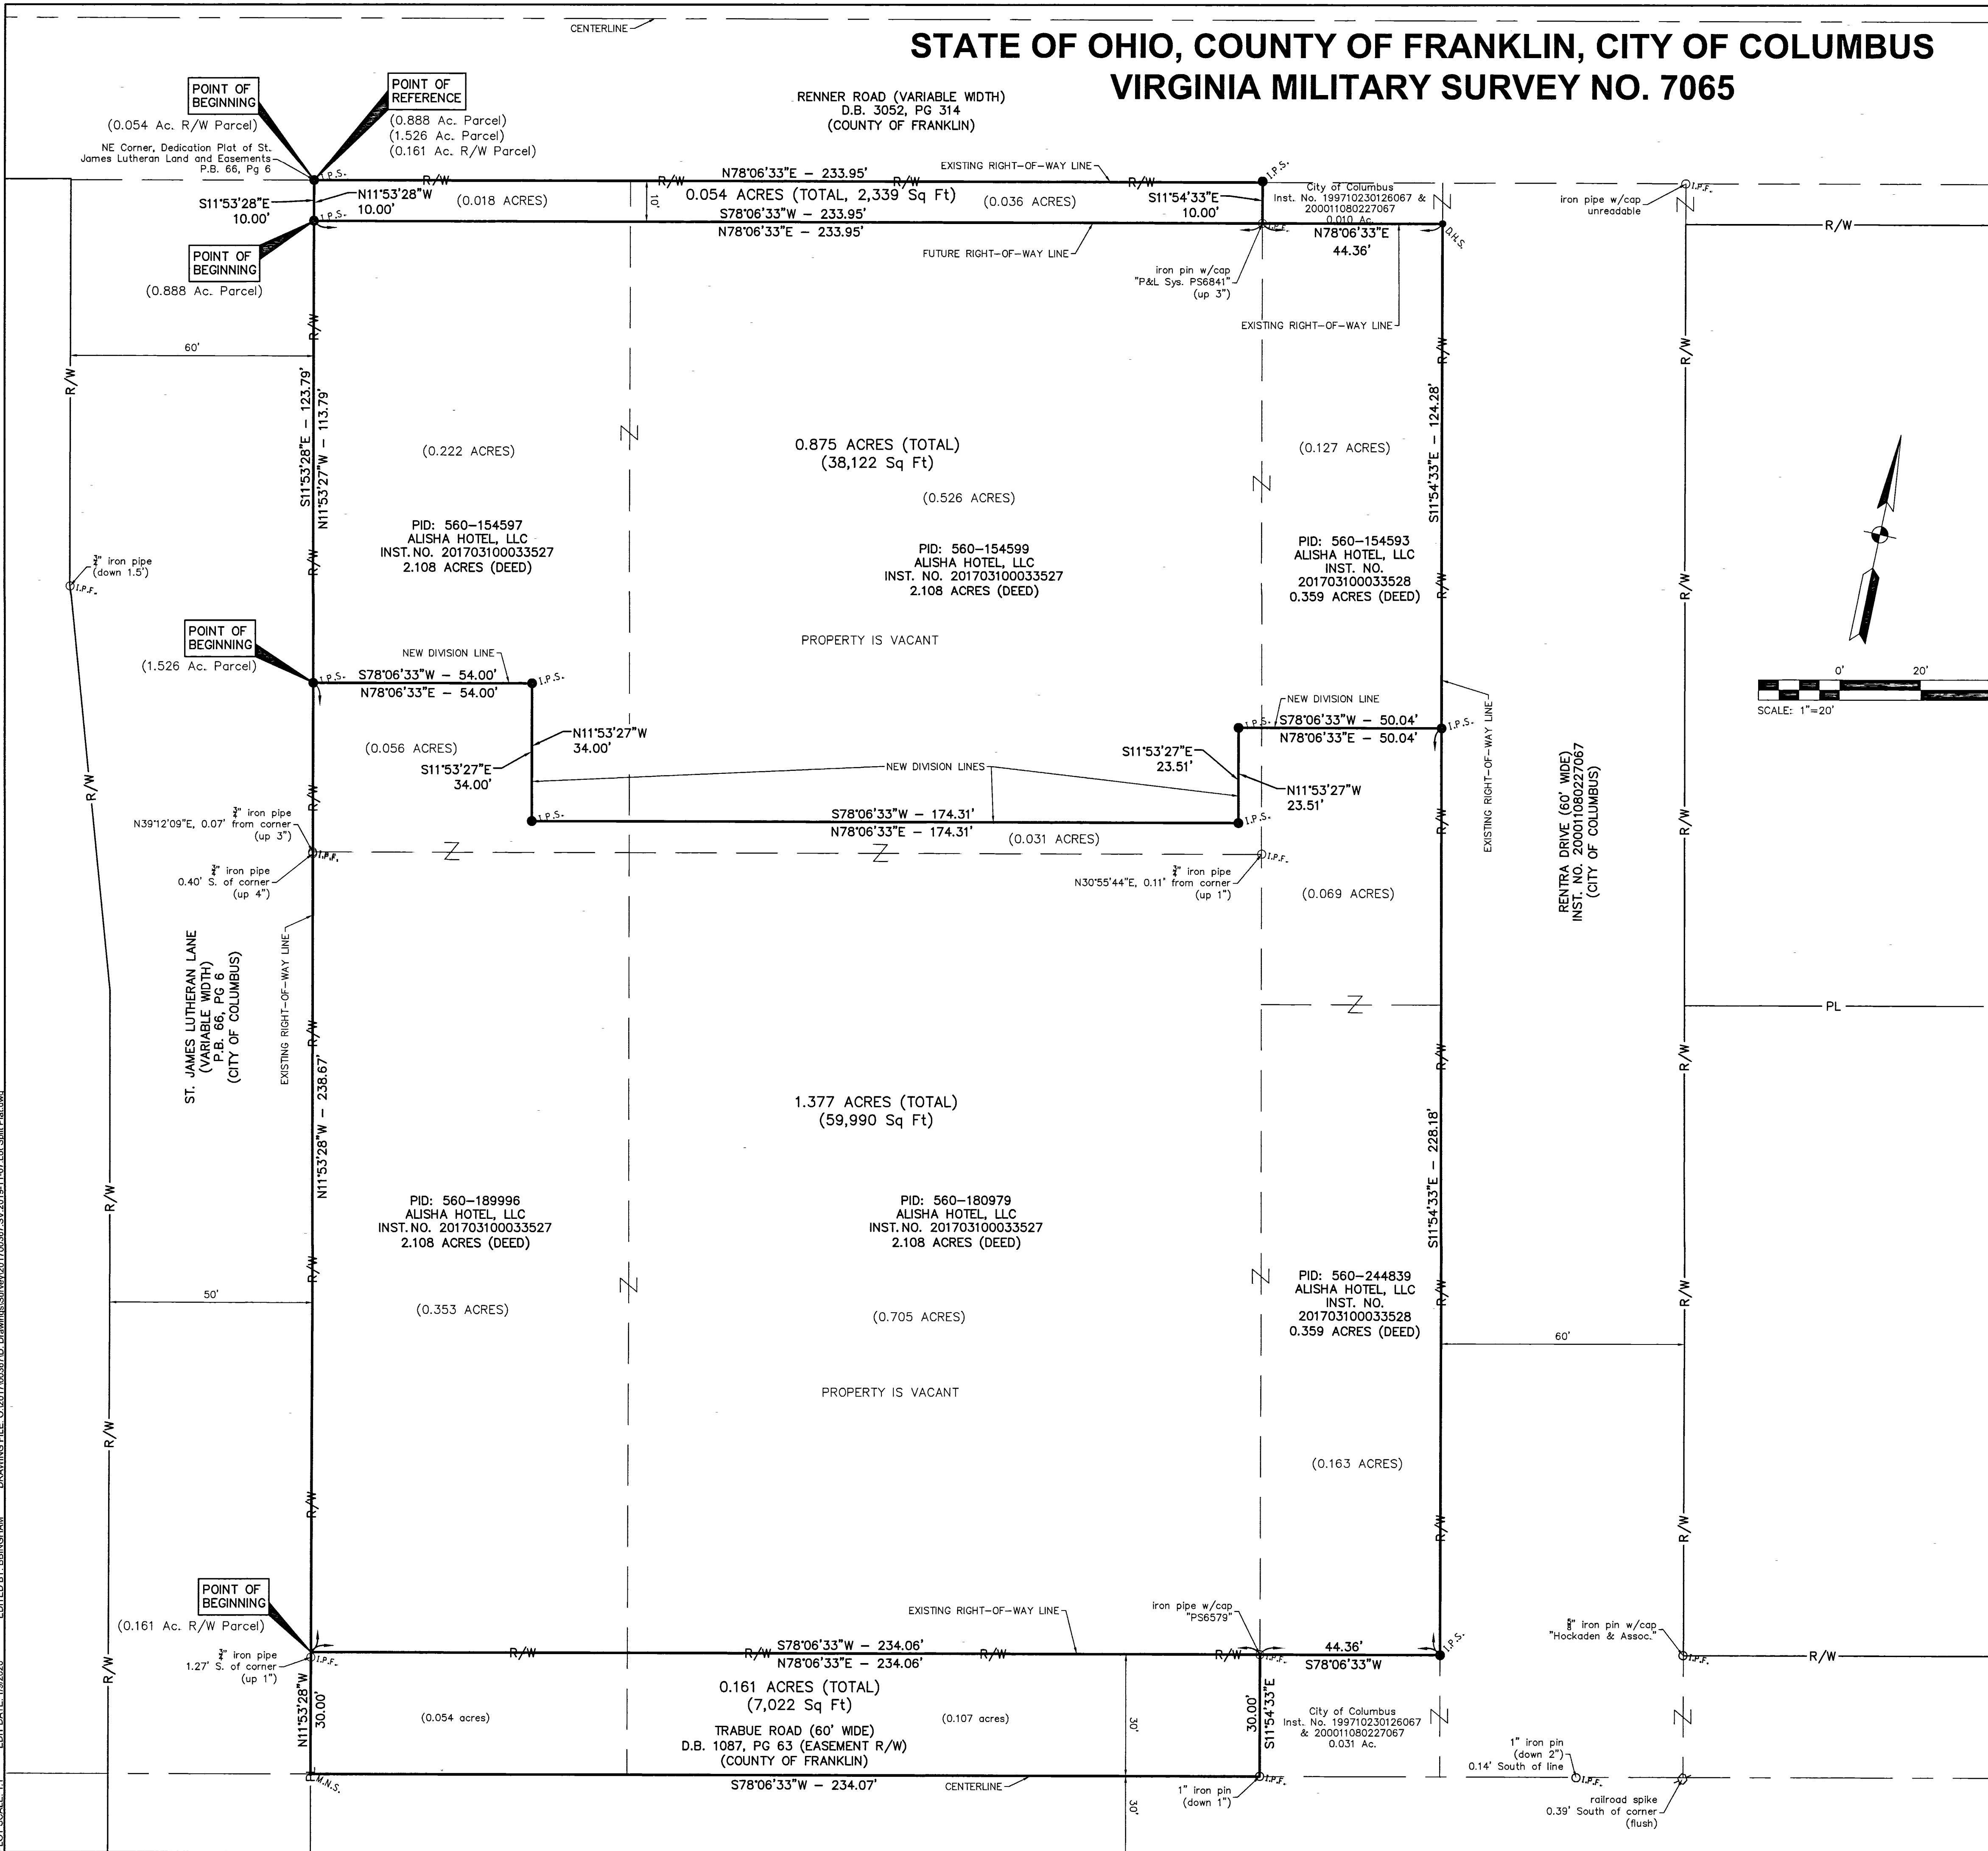 CENTERLINE
STATE OF OHIO, COUNTY OF FRANKLIN, CITY OF COLUMBUS
VIRGINIA MILITARY SURVEY NO. 7065
POINT OF
BEGINNING
(0.054 Ac. R/W Parcel)
POINT OF
REFERENCE
(0.888 Ac. Parcel)
(1.526 Ac. Parcel)
(0.161 Ac. R/W Parcel)
NE Corner, Dedication Plat of St.
James Lutheran Land and Easements
P.B. 66, Pg 6
RENNER ROAD (VARIABLE WIDTH)
D.B. 3052, PG 314
(COUNTY OF FRANKLIN)
I.P.S.
R/W
N78°06'33"E – 233.95'
R/W
R/W
EXISTING RIGHT-OF-WAY LINE
R/W
I.P.S.
S11°53'28"E
10.00'
N11°53'28"W
10.00'
(0.018 ACRES)
10'
0.054 ACRES (TOTAL, 2,339 Sq Ft)
(0.036 ACRES)
S11°54'33"E
10.00'
City of Columbus
Inst. No. 199710230126067 &
200011080227067
0.010 Ac.
I.P.F.
iron pipe w/cap
unreadable
I.P.S.
S78°06'33"W – 233.95'
N78°06'33"E – 233.95'
I.P.F.
N78°06'33"E
44.36'
D.H.S.
R/W
POINT OF
BEGINNING
(0.888 Ac. Parcel)
FUTURE RIGHT-OF-WAY LINE
iron pin w/cap
"P&L Sys. PS6841"
(up 3")
EXISTING RIGHT-OF-WAY LINE
R/W
60'
R/W
R/W
R/W
S11°53'28"E – 123.79'
N11°53'27"W – 113.79'
(0.222 ACRES)
0.875 ACRES (TOTAL)
(38,122 Sq Ft)
(0.526 ACRES)
(0.127 ACRES)
S11°54'33"E – 124.28'
PID: 560-154597
ALISHA HOTEL, LLC
INST. NO. 201703100033527
2.108 ACRES (DEED)
PID: 560-154599
ALISHA HOTEL, LLC
INST. NO. 201703100033527
2.108 ACRES (DEED)
PID: 560-154593
ALISHA HOTEL, LLC
INST. NO.
201703100033528
0.359 ACRES (DEED)
3/4" iron pipe
(down 1.5')
I.P.F.
R/W
R/W
R/W
PROPERTY IS VACANT
POINT OF
BEGINNING
(1.526 Ac. Parcel)
NEW DIVISION LINE
I.P.S.
S78°06'33"W – 54.00'
N78°06'33"E – 54.00'
I.P.S.
0'
20'
SCALE: 1"=20'
NEW DIVISION LINE
I.P.S.
S78°06'33"W – 50.04'
N78°06'33"E – 50.04'
I.P.S.
(0.056 ACRES)
N11°53'27"W
34.00'
S11°53'27"E
34.00'
NEW DIVISION LINES
S11°53'27"E
23.51'
N11°53'27"W
23.51'
R/W
R/W
R/W
R/W
EXISTING RIGHT-OF-WAY LINE
RENTRA DRIVE (60' WIDE)
INST. NO. 200011080227067
(CITY OF COLUMBUS)
I.P.S.
S78°06'33"W – 174.31'
N78°06'33"E – 174.31'
I.P.S.
(0.031 ACRES)
3/4" iron pipe
N39°12'09"E, 0.07' from corner
(up 3")
I.P.F.
3/4" iron pipe
0.40' S. of corner
(up 4")
I.P.F.
3/4" iron pipe
N30°55'44"E, 0.11' from corner
(up 1")
(0.069 ACRES)
ST. JAMES LUTHERAN LANE
(VARIABLE WIDTH)
P.B. 66, PG 6
(CITY OF COLUMBUS)
EXISTING RIGHT-OF-WAY LINE
PL
R/W
R/W
R/W
N11°53'28"W – 238.67'
1.377 ACRES (TOTAL)
(59,990 Sq Ft)
S11°54'33"E – 228.18'
R/W
PID: 560-189996
ALISHA HOTEL, LLC
INST. NO. 201703100033527
2.108 ACRES (DEED)
PID: 560-180979
ALISHA HOTEL, LLC
INST. NO. 201703100033527
2.108 ACRES (DEED)
PID: 560-244839
ALISHA HOTEL, LLC
INST. NO.
201703100033528
0.359 ACRES (DEED)
R/W
R/W
R/W
50'
(0.353 ACRES)
(0.705 ACRES)
60'
PROPERTY IS VACANT
R/W
(0.163 ACRES)
R/W
R/W
R/W
POINT OF
BEGINNING
(0.161 Ac. R/W Parcel)
EXISTING RIGHT-OF-WAY LINE
iron pipe w/cap
"PS6579"
5/8" iron pin w/cap
"Hockaden & Assoc."
3/4" iron pipe
1.27' S. of corner
(up 1")
I.P.F.
R/W
R/W
S78°06'33"W – 234.06'
N78°06'33"E – 234.06'
R/W
R/W
R/W
I.P.F.
44.36'
S78°06'33"W
I.P.S.
I.P.F.
R/W
N11°53'28"W
30.00'
(0.054 acres)
0.161 ACRES (TOTAL)
(7,022 Sq Ft)
TRABUE ROAD (60' WIDE)
D.B. 1087, PG 63 (EASEMENT R/W)
(COUNTY OF FRANKLIN)
(0.107 acres)
30'
30.00'
S11°54'33"E
City of Columbus
Inst. No. 199710230126067
& 200011080227067
0.031 Ac.
M.N.S.
S78°06'33"W – 234.07'
CENTERLINE
30'
1" iron pin
(down 1")
I.P.F.
1" iron pin
(down 2")
0.14' South of line
I.P.F.
railroad spike
0.39' South of corner
(flush)